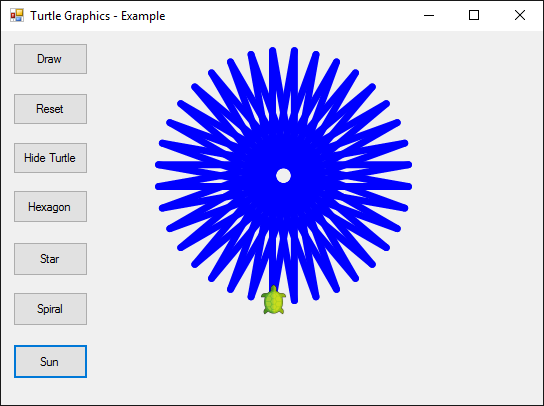 Turtle Graphics - Example
Draw
Reset
Hide Turtle
Hexagon
Star
Spiral
Sun